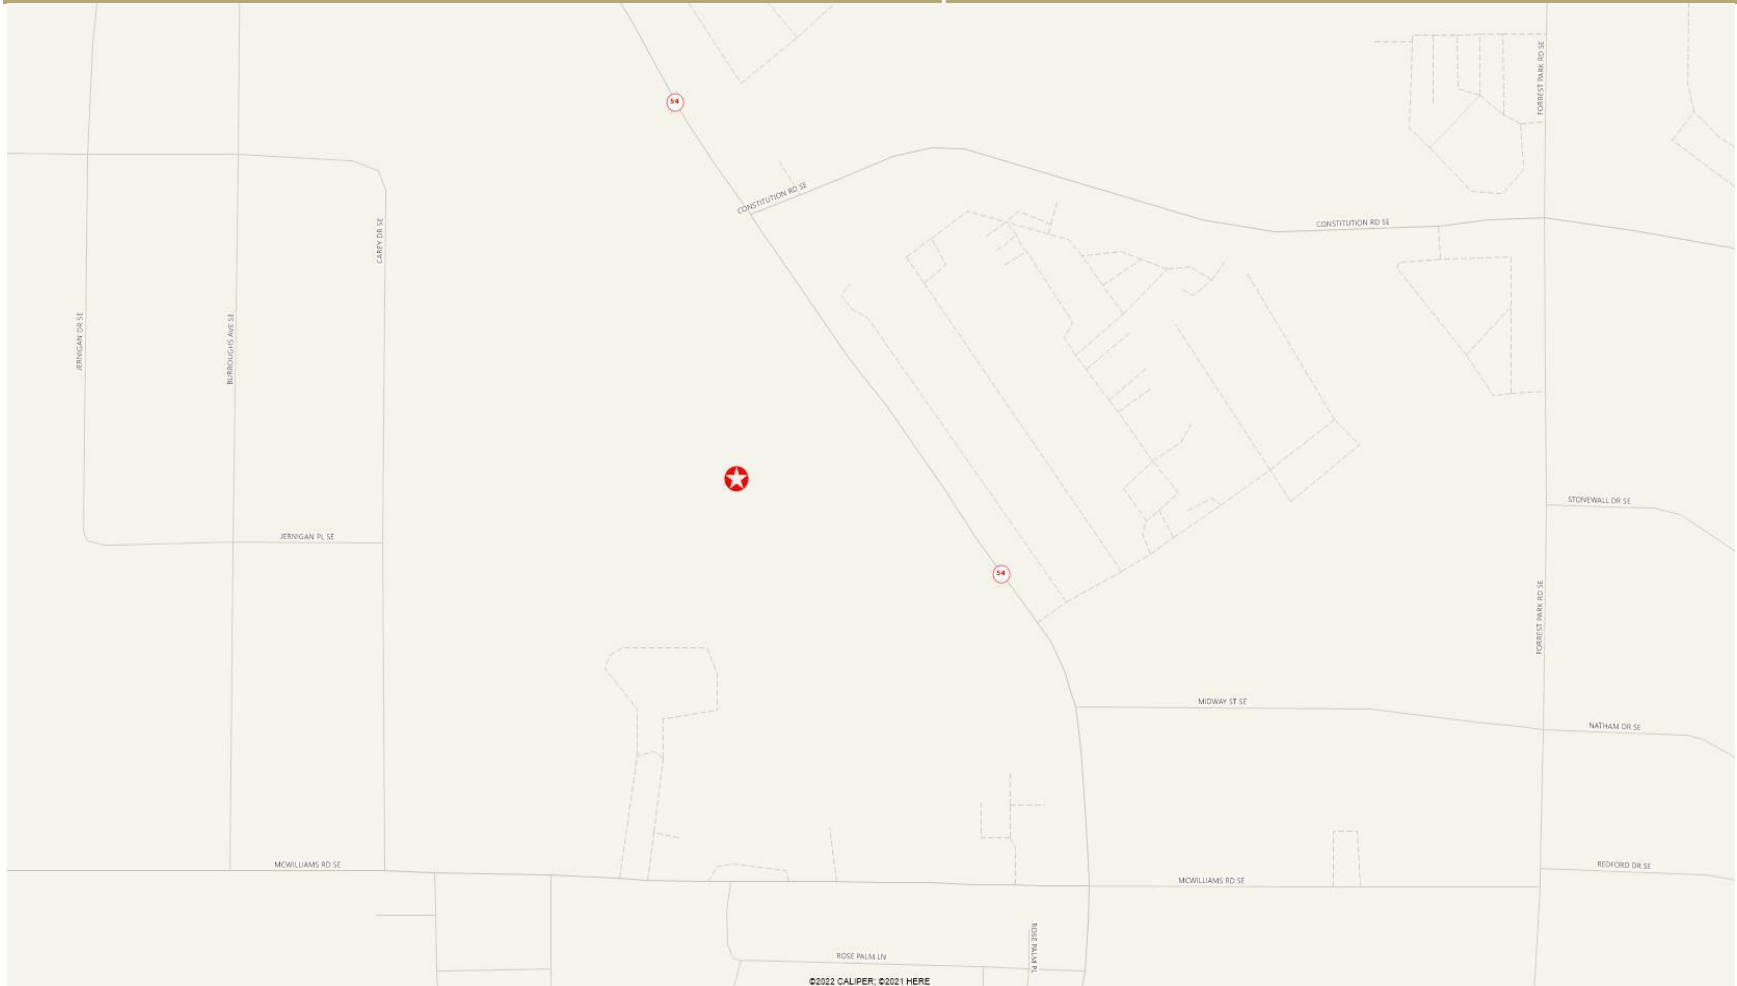 FORREST PARK RD SE
54
CONSTITUTION RD SE
CONSTITUTION RD SE
CAREY DR SE
JERNIGAN DR SE
BURROUGHS AVE SE
STONEWALL DR SE
JERNIGAN PL SE
54
FORREST PARK RD SE
MIDWAY ST SE
NATHAM DR SE
MCWILLIAMS RD SE
REDFORD DR SE
MCWILLIAMS RD SE
ROSE PALM PL
ROSE PALM LN
©2022 CALIPER; ©2021 HERE